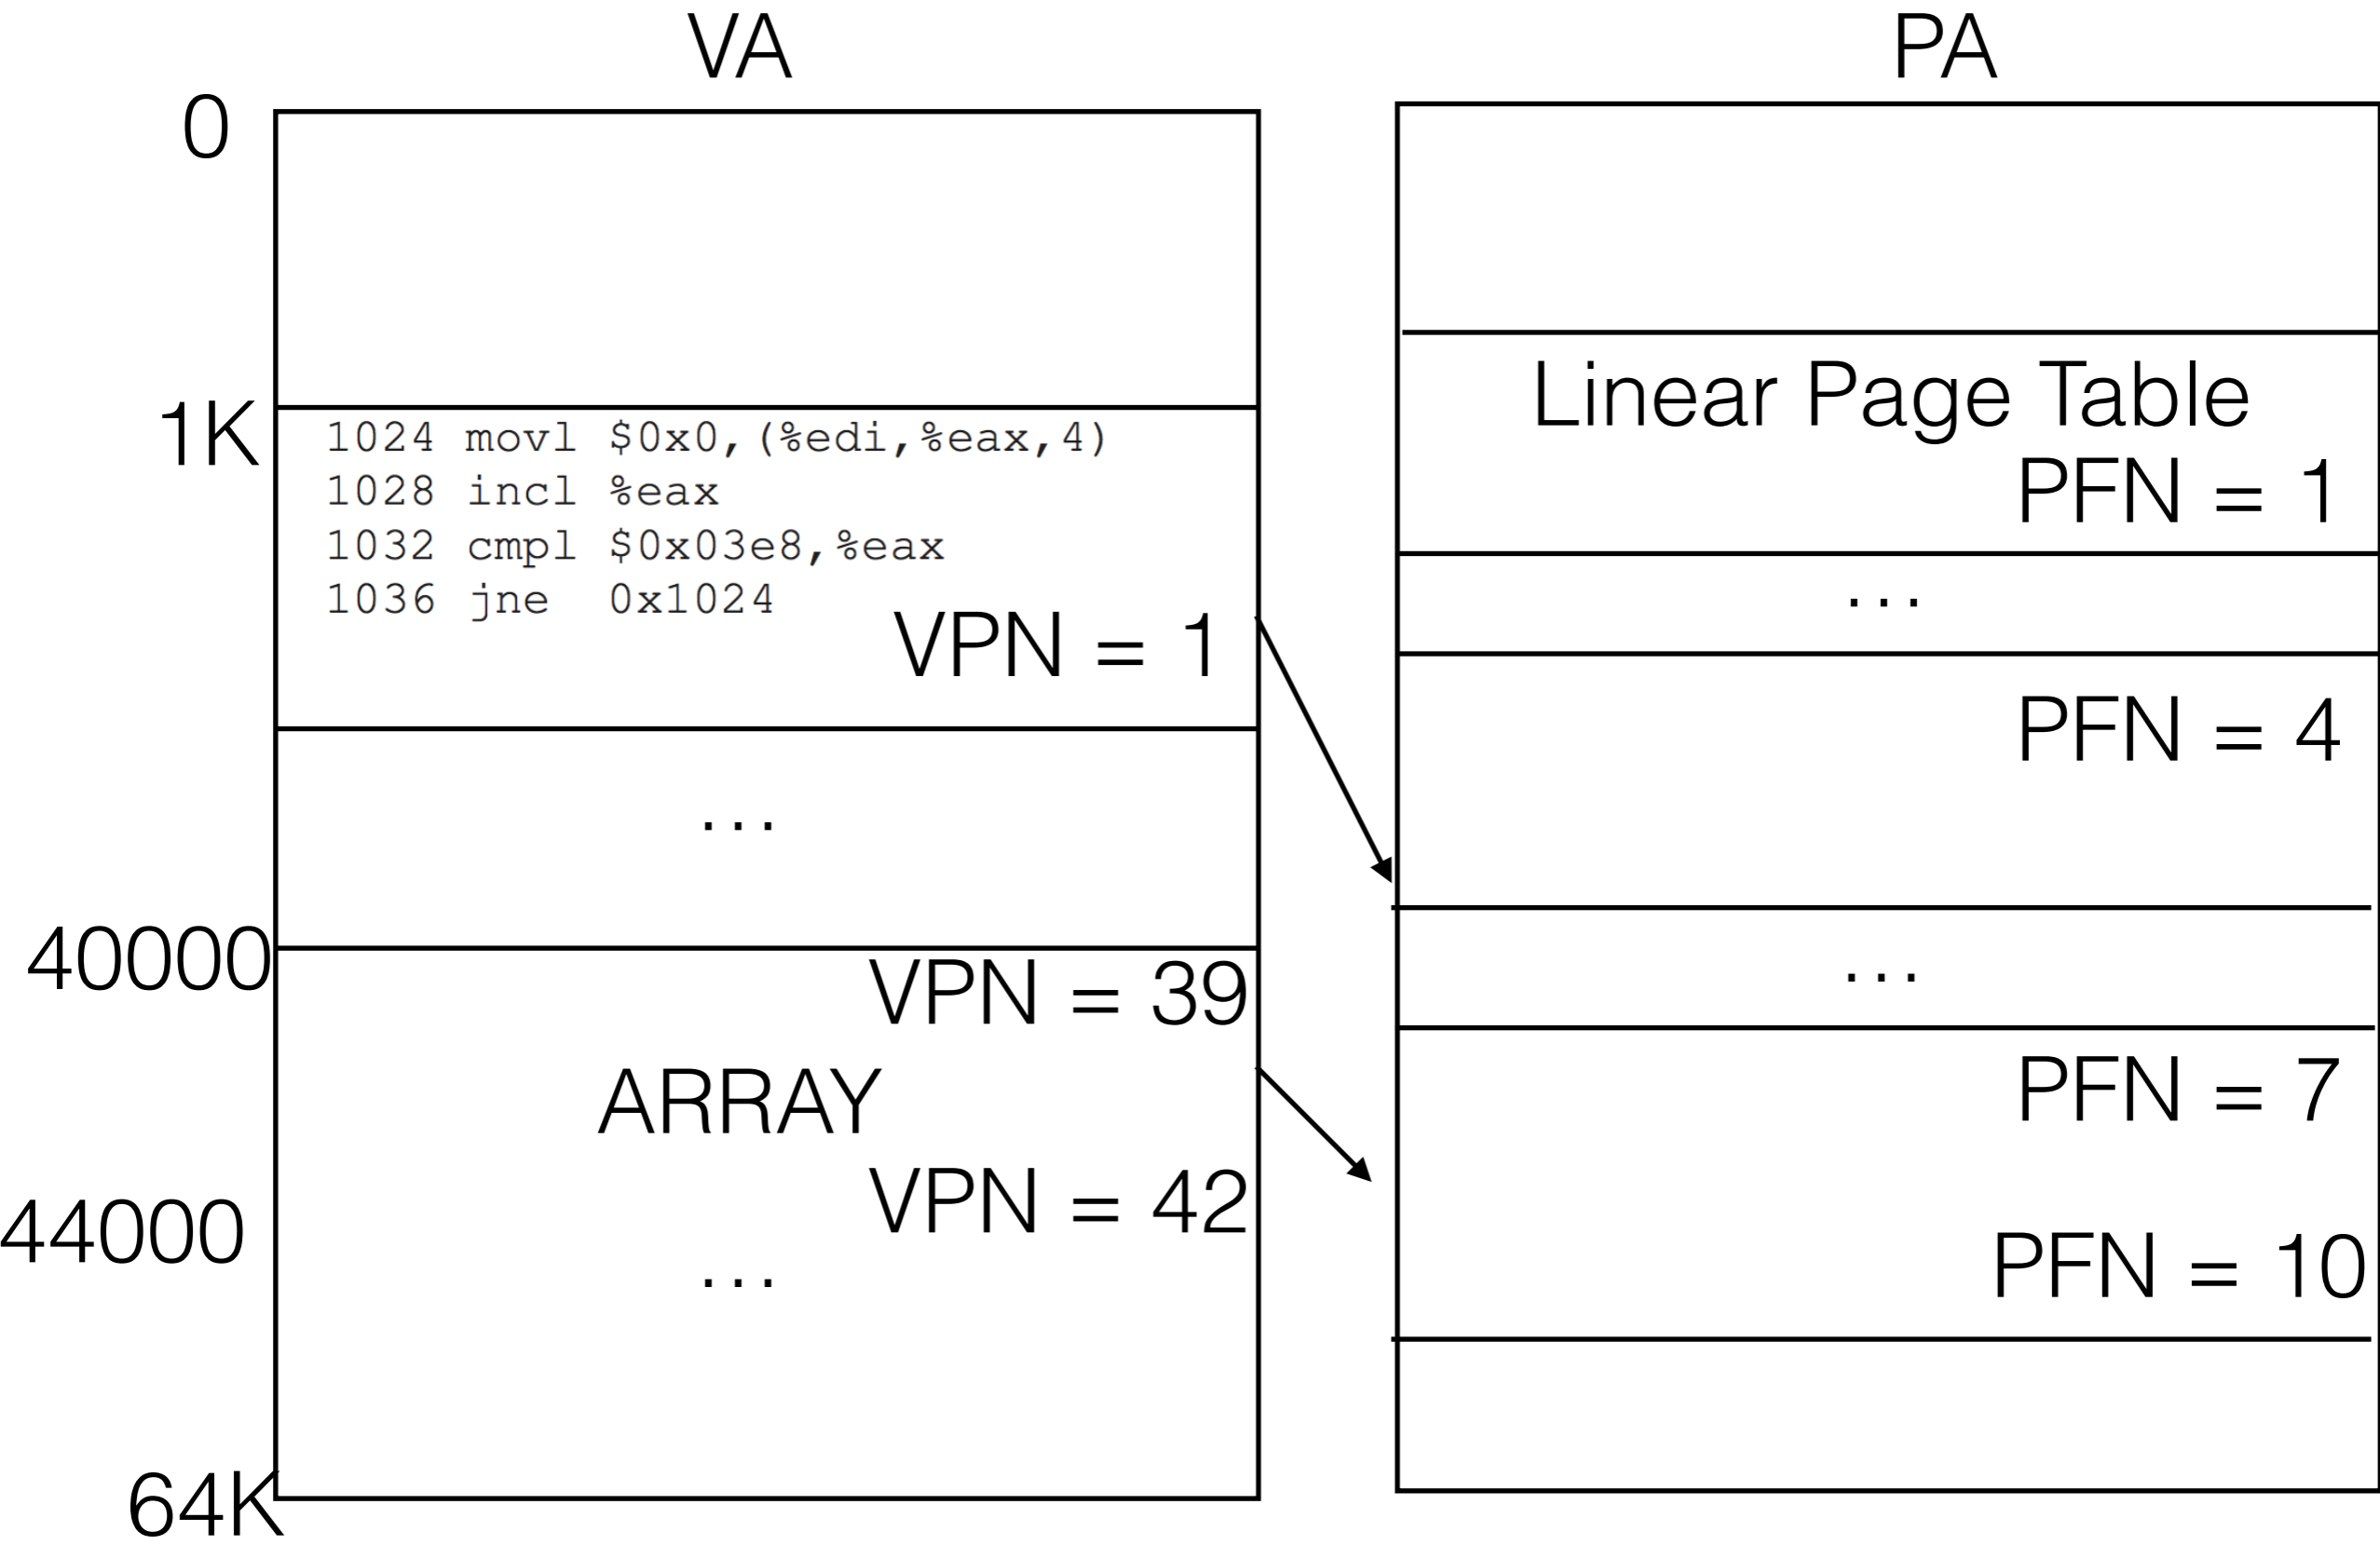 VA
0
1K
1024 movl $0x0,(%edi,%eax,4)
1028 incl %eax
1032 cmpl $0x03e8,%eax
1036 jne 0x1024
VPN = 1
...
40000
VPN = 39
ARRAY
VPN = 42
44000
...
64K
PA
Linear Page Table
PFN = 1
...
PFN = 4
...
PFN = 7
PFN = 10